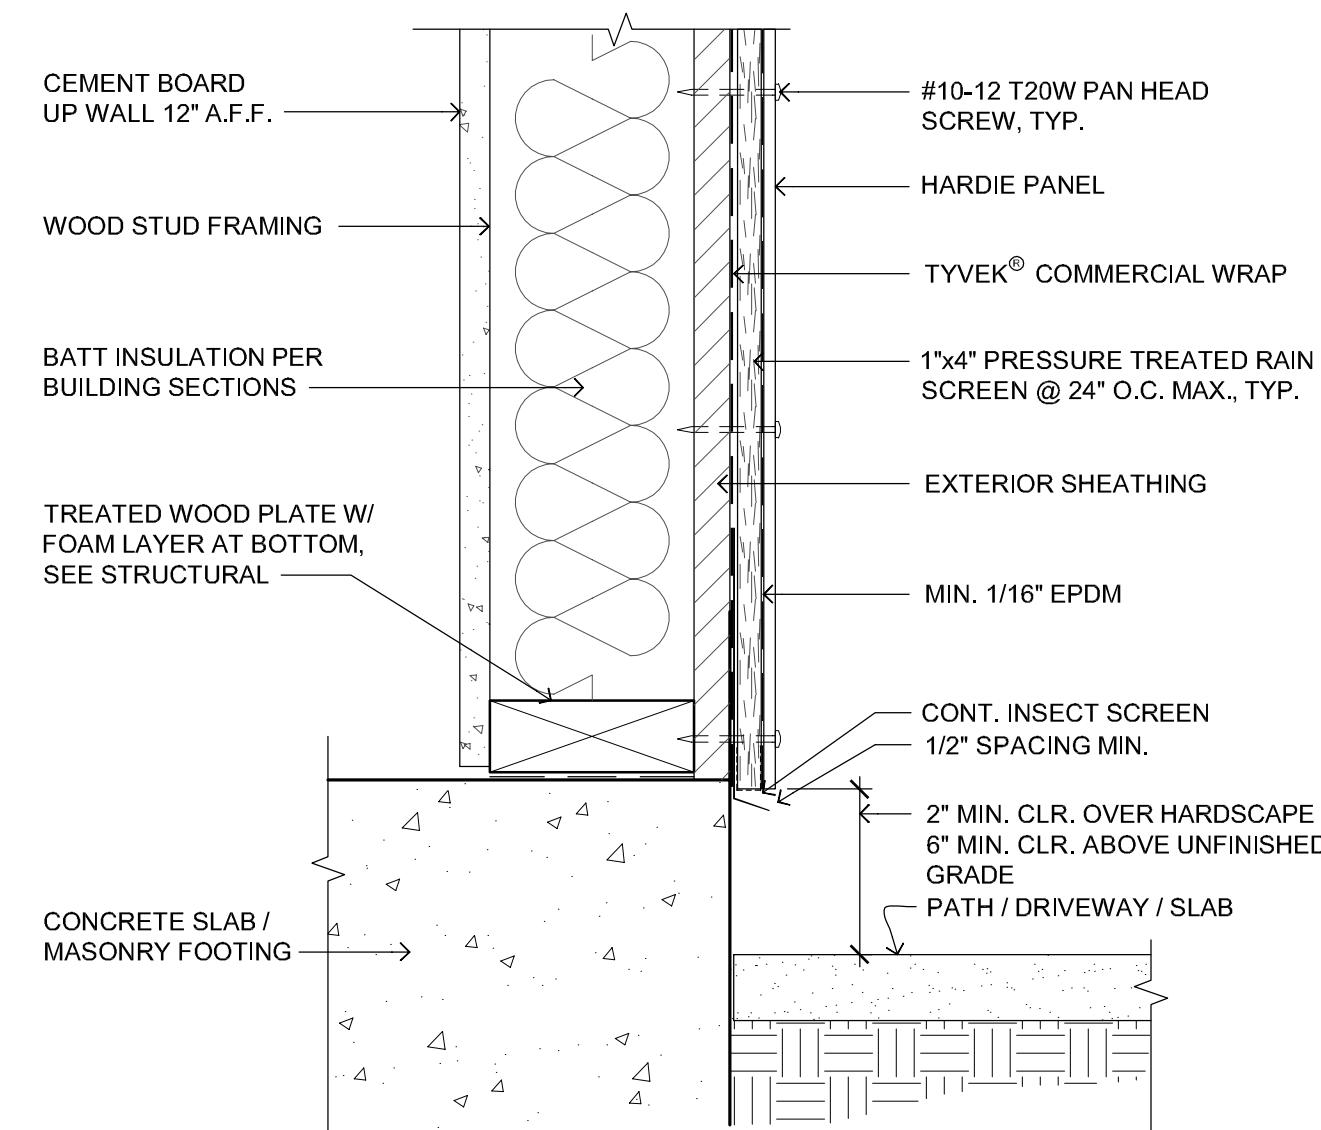 CEMENT BOARD
UP WALL 12" A.F.F.
WOOD STUD FRAMING
BATT INSULATION PER
BUILDING SECTIONS
TREATED WOOD PLATE W/
FOAM LAYER AT BOTTOM,
SEE STRUCTURAL
CONCRETE SLAB /
MASONRY FOOTING
#10-12 T20W PAN HEAD
SCREW, TYP.
HARDIE PANEL
TYVEK® COMMERCIAL WRAP
1"x4" PRESSURE TREATED RAIN
SCREEN @ 24" O.C. MAX., TYP.
EXTERIOR SHEATHING
MIN. 1/16" EPDM
CONT. INSECT SCREEN
1/2" SPACING MIN.
2" MIN. CLR. OVER HARDSCAPE
6" MIN. CLR. ABOVE UNFINISHED
GRADE
PATH / DRIVEWAY / SLAB